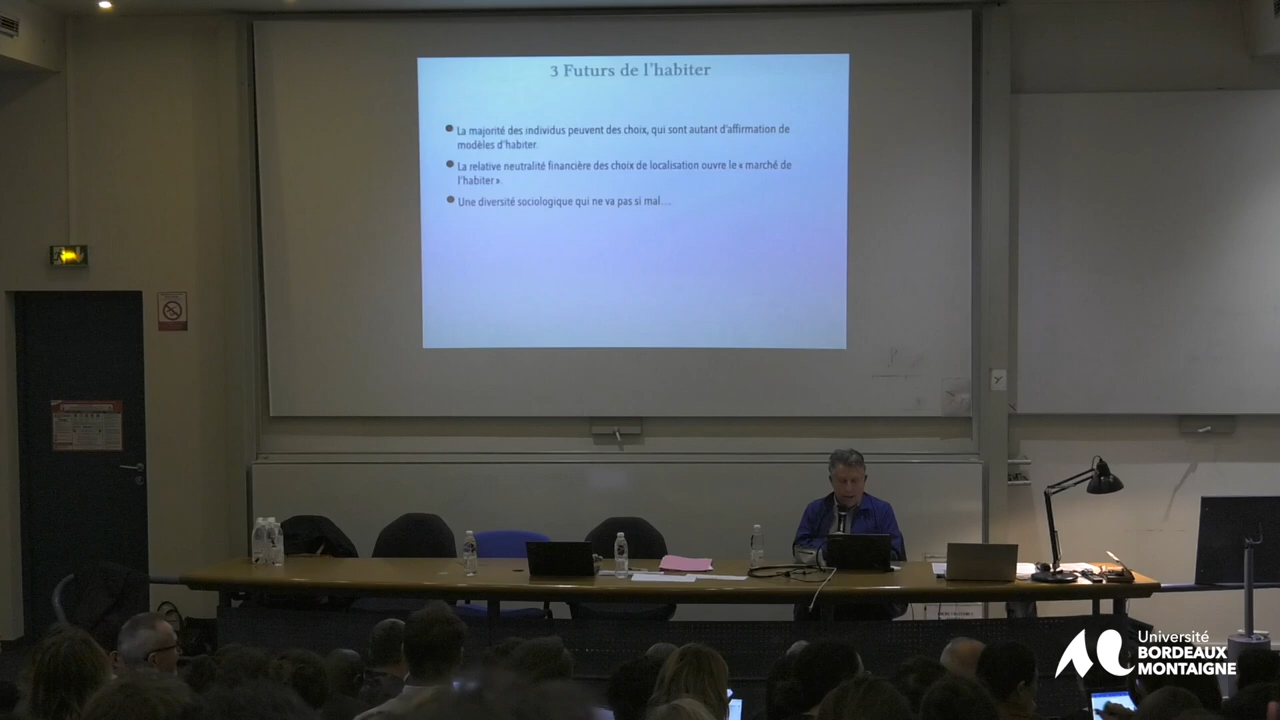 3 Futurs de l'habiter
La majorité des individus peuvent des choix, qui sont autant d'affirmation de
modèles d'habiter.
La relative neutralité financière des choix de localisation ouvre le « marché de
l'habiter ».
Une diversité sociologique qui ne va pas si mal…
Université
BORDEAUX
MONTAIGNE